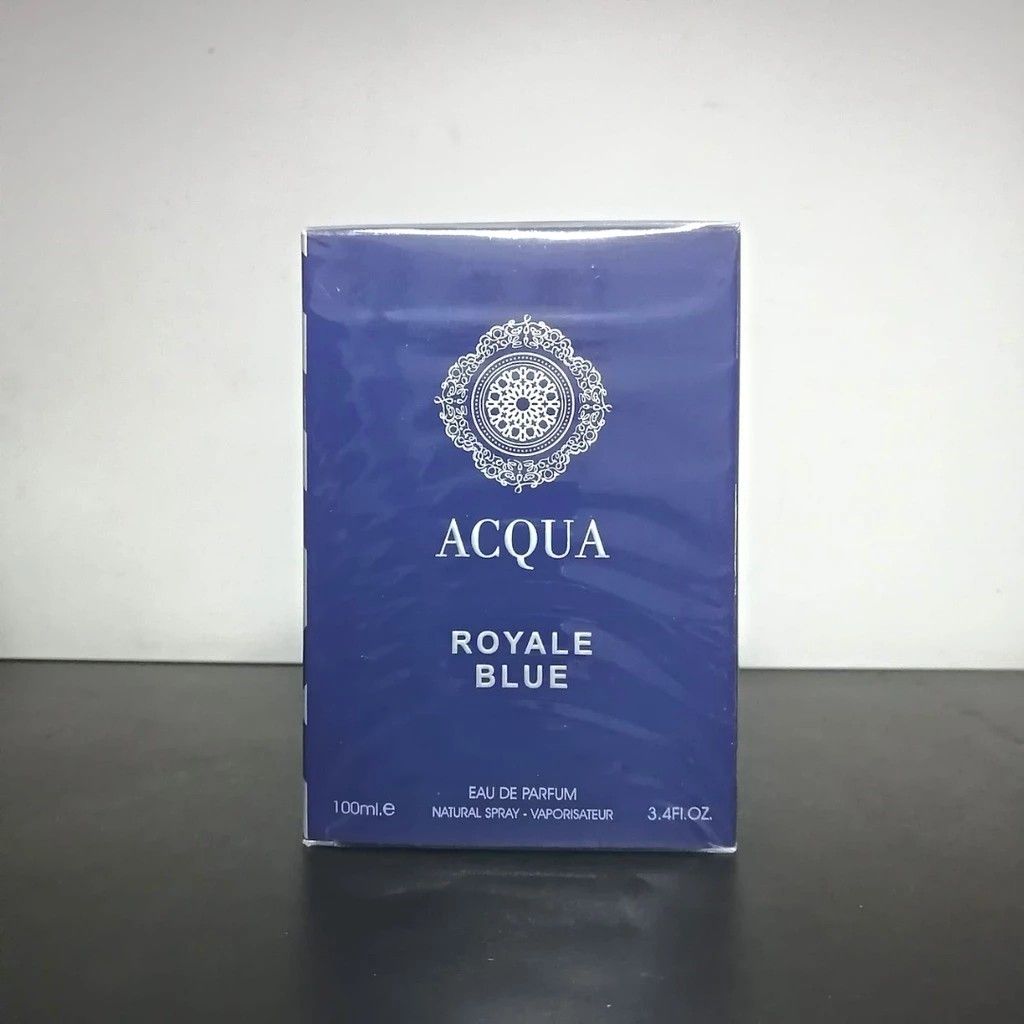 ACQUA
ROYALE
BLUE
EAU DE PARFUM
100ml.e NATURAL SPRAY - VAPORISATEUR 3.4Fl.OZ.